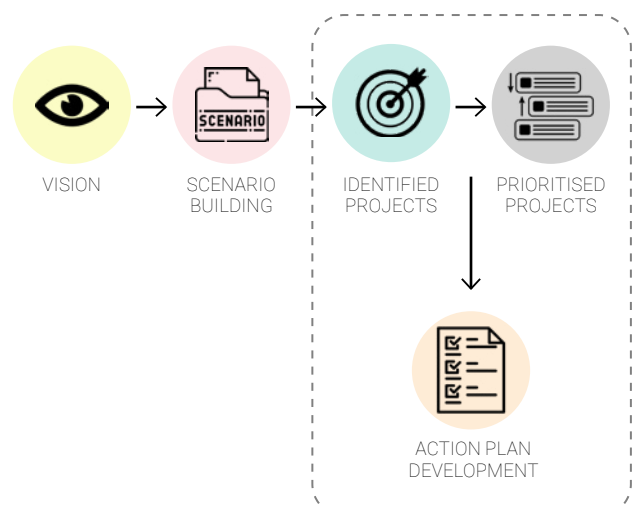 SCENARIO
VISION
SCENARIO
BUILDING
IDENTIFIED
PROJECTS
PRIORITISED
PROJECTS
ACTION PLAN
DEVELOPMENT